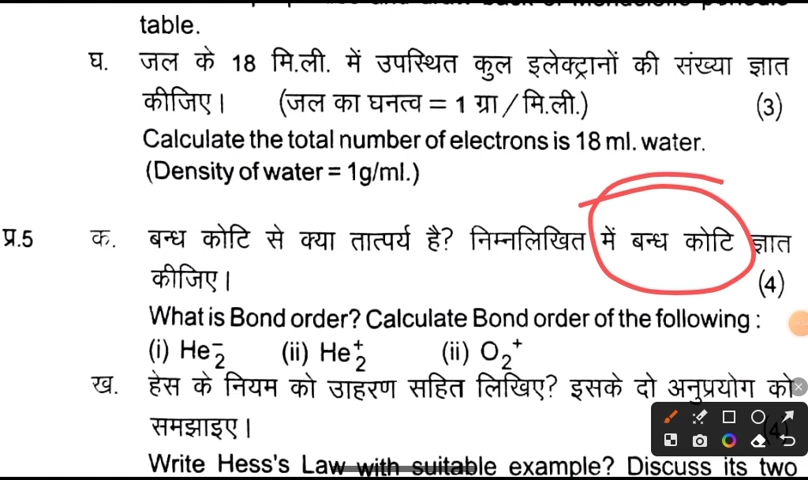 table.
घ. जल के 18 मि.ली. में उपस्थित कुल इलेक्ट्रानों की संख्या ज्ञात
कीजिए। (जल का घनत्व = 1 ग्रा/मि.ली.) (3)
Calculate the total number of electrons is 18 ml. water.
(Density of water = 1g/ml.)
प्र.5 क. बन्ध कोटि से क्या तात्पर्य है? निम्नलिखित में बन्ध कोटि ज्ञात
कीजिए। (4)
What is Bond order? Calculate Bond order of the following :
(i) He₂⁻ (ii) He₂⁺ (ii) O₂⁺
ख. हेस के नियम को उाहरण सहित लिखिए? इसके दो अनुप्रयोग को
समझाइए। (4)
Write Hess's Law with suitable example? Discuss its two